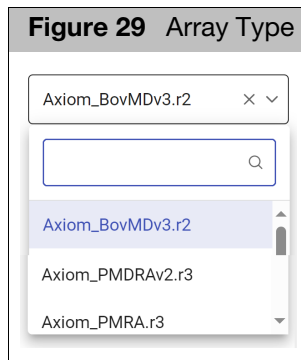 Figure 29 Array Type
Axiom_BovMDv3.r2
Axiom_BovMDv3.r2
Axiom_PMDRAv2.r3
Axiom_PMRA.r3